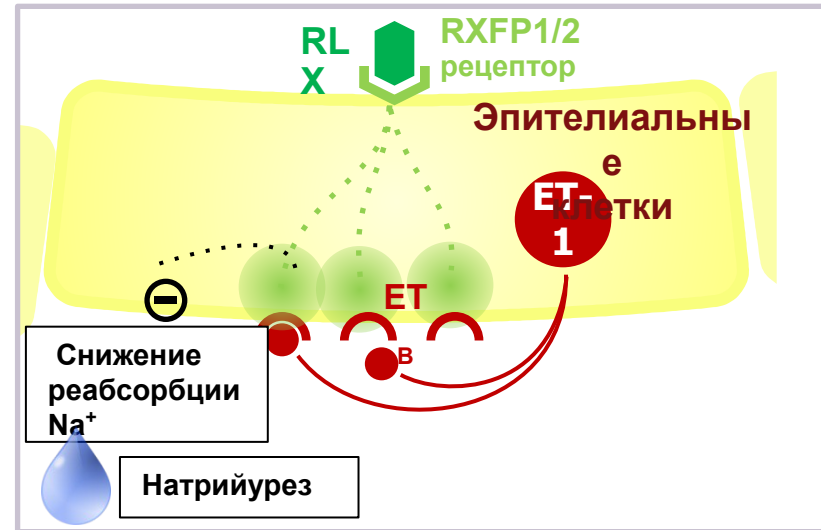 RL
X
RXFP1/2
рецептор
Эпителиальны
е
клетки
ET-
1
ET
B
Снижение
реабсорбции
Na⁺
Натрийурез